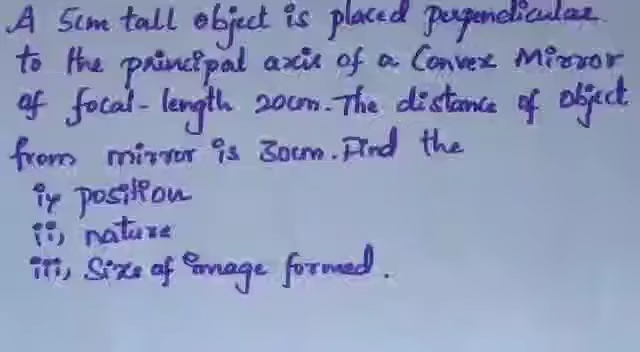 A 5cm tall object is placed perpendicular
to the principal axis of a Convex Mirror
of focal-length 20cm. The distance of object
from mirror is 30cm. Find the
i, position
ii, nature
iii, Size of image formed.